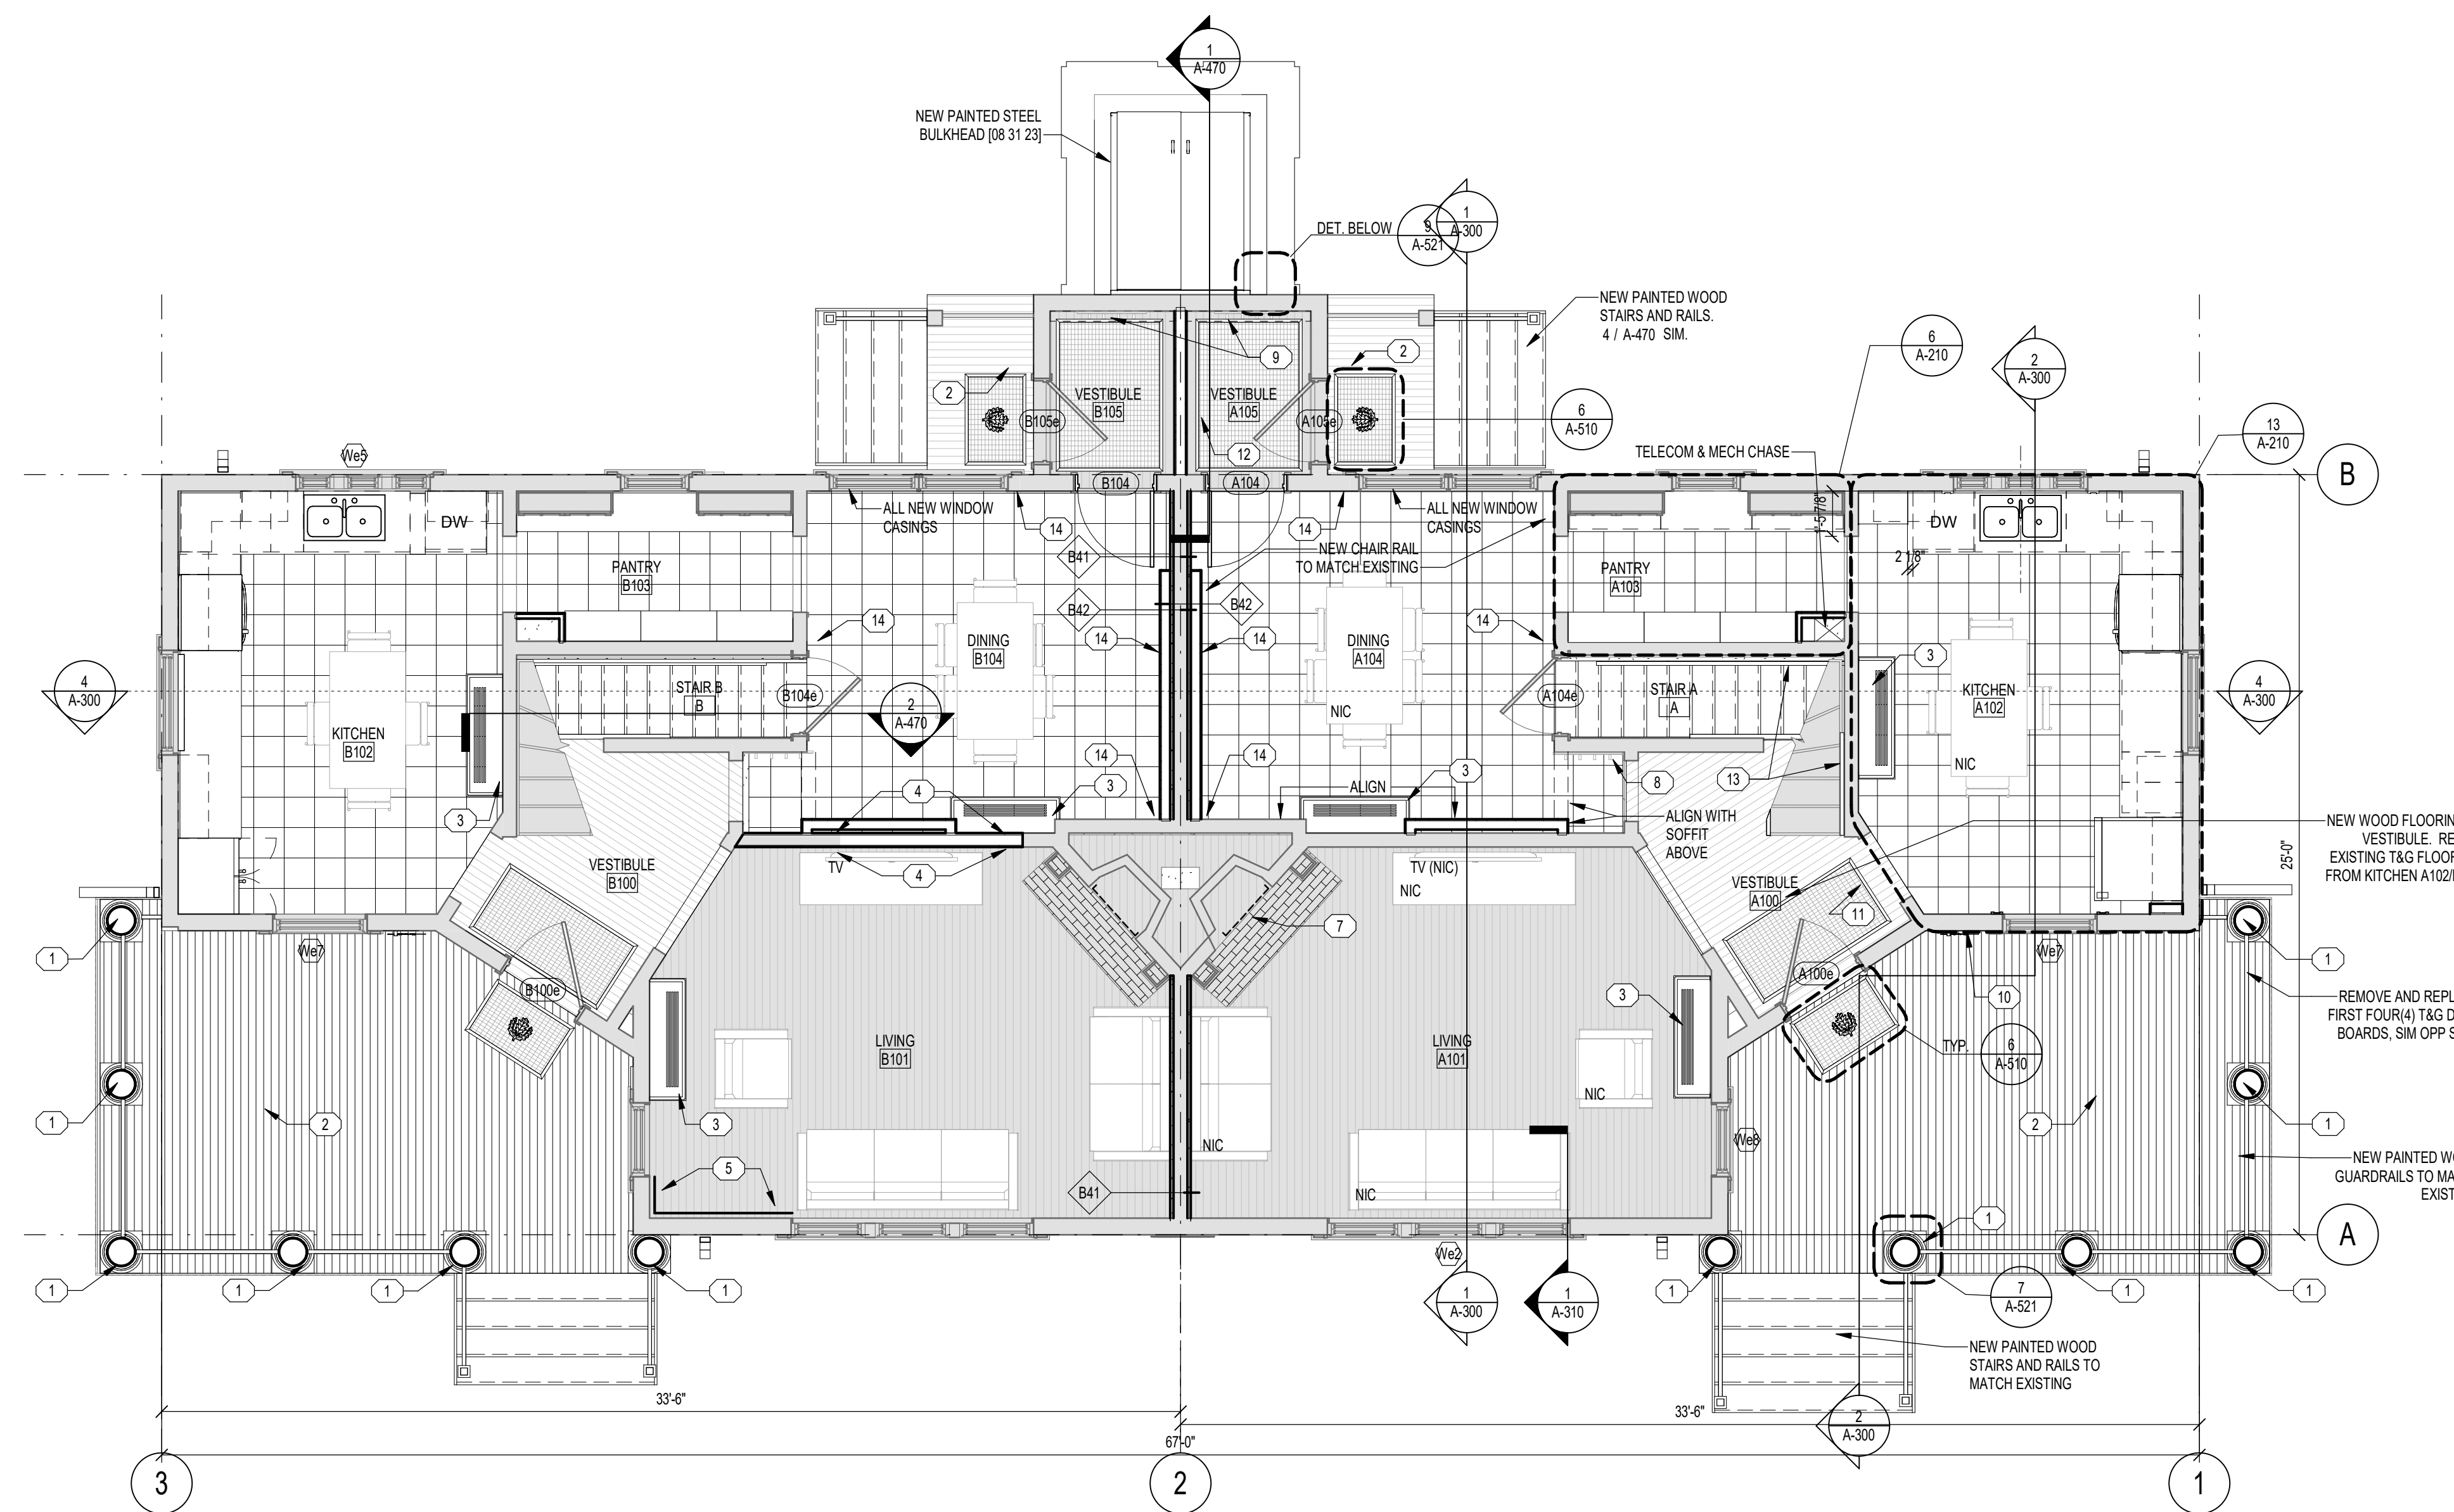 1
A-470
NEW PAINTED STEEL
BULKHEAD [08 31 23]
DET. BELOW
9
A-521
1
A-300
NEW PAINTED WOOD
STAIRS AND RAILS.
4 / A-470 SIM.
6
A-210
2
A-300
9
2
2
VESTIBULE
B105
VESTIBULE
A105
B105e
A105e
6
A-510
13
A-210
12
TELECOM & MECH CHASE
We5
B104
A104
B
DW
ALL NEW WINDOW
CASINGS
14
14
ALL NEW WINDOW
CASINGS
1'-5 7/8"
DW
NEW CHAIR RAIL
TO MATCH EXISTING
B41
2 1/8"
PANTRY
B103
PANTRY
A103
B42
B42
14
DINING
B104
14
14
DINING
A104
14
3
4
A-300
KITCHEN
B102
STAIR B
B
B104e
2
A-470
NIC
A104e
STAIR A
A
KITCHEN
A102
NIC
4
A-300
14
14
3
4
3
ALIGN
8
13
3
ALIGN WITH
SOFFIT
ABOVE
NEW WOOD FLOORIN
VESTIBULE. RE
EXISTING T&G FLOOR
FROM KITCHEN A102/
25'-0"
VESTIBULE
B100
TV
4
TV (NIC)
NIC
VESTIBULE
A100
11
7
1
We7
We7
1
B100e
A100e
3
10
REMOVE AND REPL
FIRST FOUR(4) T&G D
BOARDS, SIM OPP S
LIVING
B101
LIVING
A101
TYP.
6
A-510
NIC
1
2
3
NIC
We8
2
1
5
B41
NIC
NEW PAINTED WO
GUARDRAILS TO MA
EXIST
1
A
We2
1
1
1
1
1
A-300
1
A-310
1
7
A-521
1
1
NEW PAINTED WOOD
STAIRS AND RAILS TO
MATCH EXISTING
33'-6"
33'-6"
2
A-300
67'-0"
3
2
1